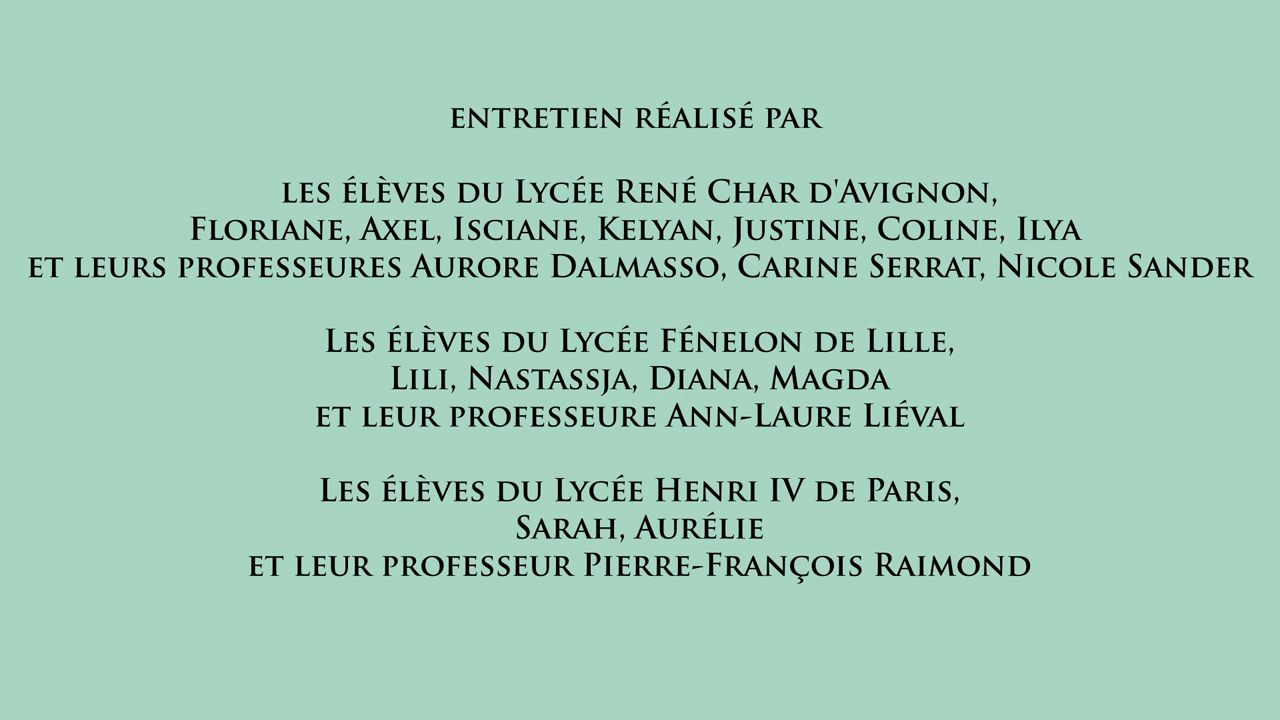 ENTRETIEN RÉALISÉ PAR
LES ÉLÈVES DU LYCÉE RENÉ CHAR D'AVIGNON,
FLORIANE, AXEL, ISCIANE, KELYAN, JUSTINE, COLINE, ILYA
ET LEURS PROFESSEURES AURORE DALMASSO, CARINE SERRAT, NICOLE SANDER
LES ÉLÈVES DU LYCÉE FÉNELON DE LILLE,
LILI, NASTASSJA, DIANA, MAGDA
ET LEUR PROFESSEURE ANN-LAURE LIÉVAL
LES ÉLÈVES DU LYCÉE HENRI IV DE PARIS,
SARAH, AURÉLIE
ET LEUR PROFESSEUR PIERRE-FRANÇOIS RAIMOND